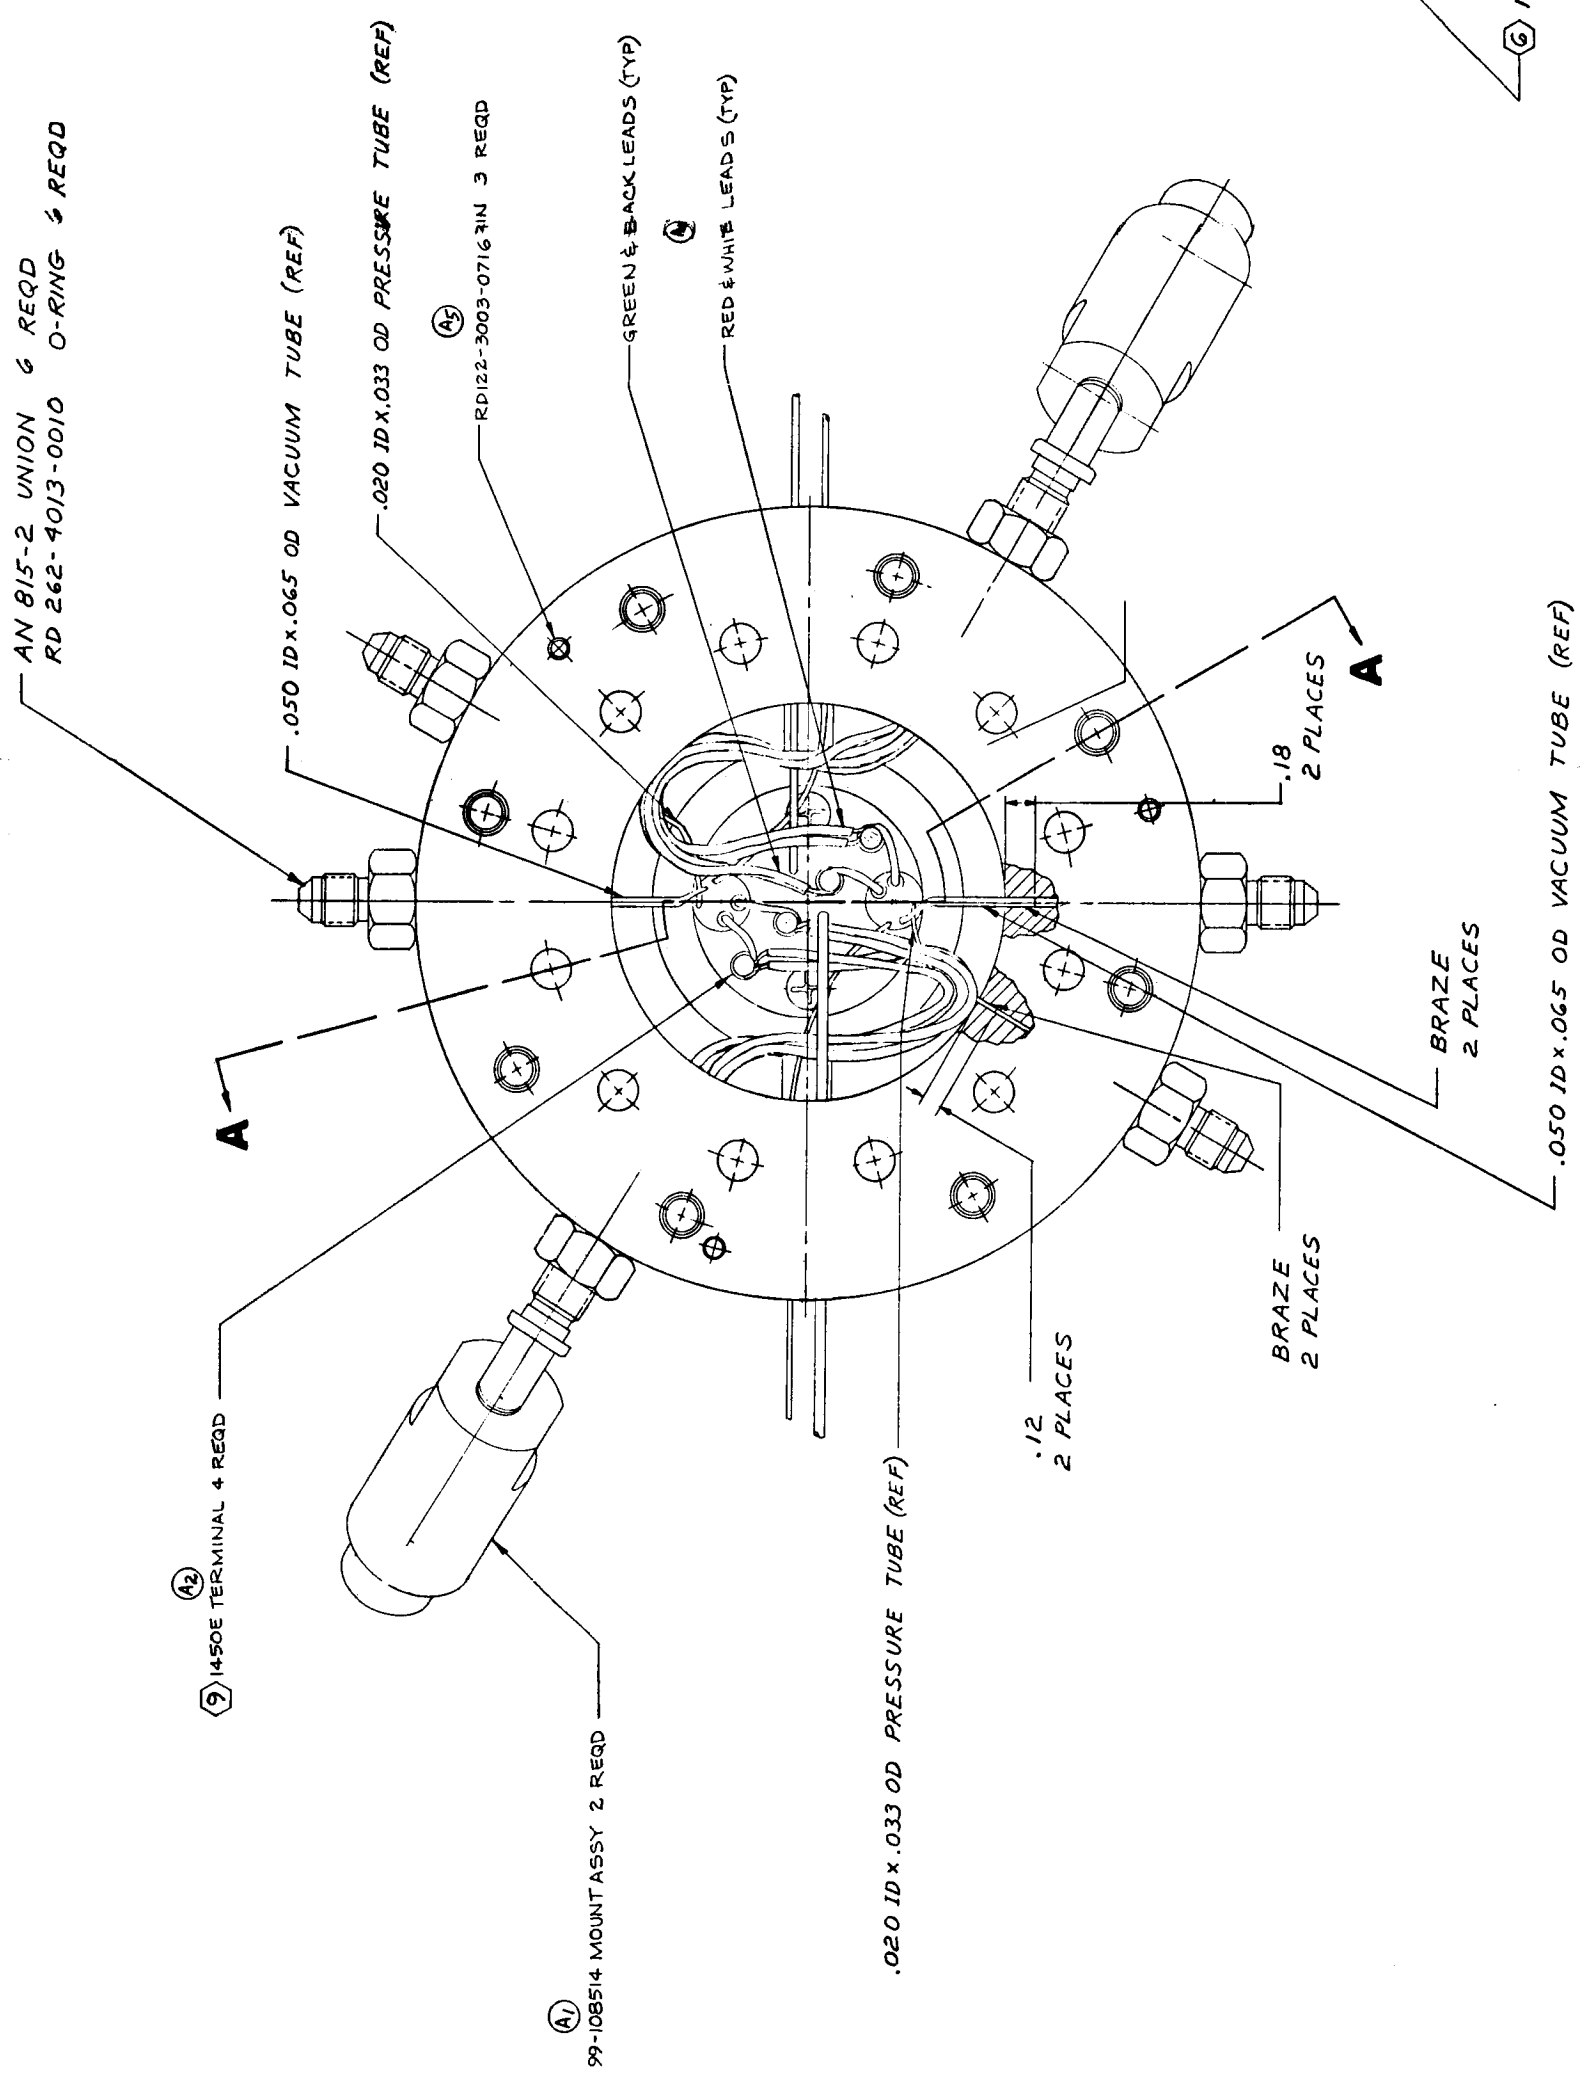 AN 815-2 UNION 6 REQD
RD 262-4013-0010 O-RING 6 REQD
.050 ID x .065 OD VACUUM TUBE (REF)
.020 ID x .033 OD PRESSURE TUBE (REF)
A5
RD122-3003-0716 7IN 3 REQD
GREEN & BACK LEADS (TYP)
RED & WHITE LEADS (TYP)
A2
9 1450E TERMINAL 4 REQD
A
A1
99-108514 MOUNT ASSY 2 REQD
.020 ID x .033 OD PRESSURE TUBE (REF)
.12
2 PLACES
.18
2 PLACES
A
BRAZE
2 PLACES
BRAZE
2 PLACES
.050 ID x .065 OD VACUUM TUBE (REF)
6